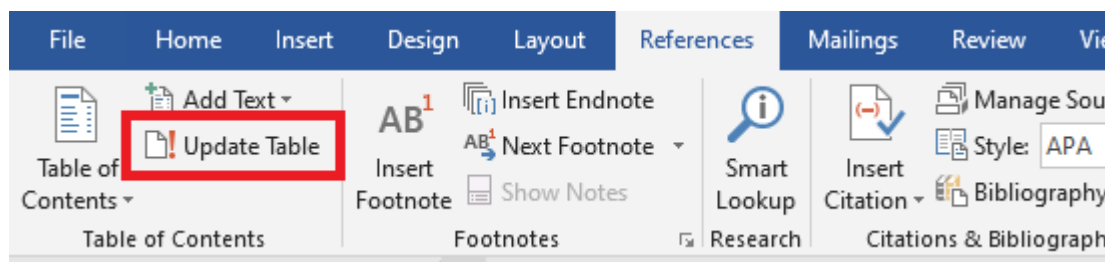 File Home Insert Design Layout References Mailings Review
Add Text
Update Table
Table of
Contents
Table of Contents
AB1
Insert
Footnote
Insert Endnote
AB1 Next Footnote
Show Notes
Footnotes
Smart
Lookup
Research
Insert
Citation
Manage Sou
Style: APA
Bibliography
Citations & Bibliograph